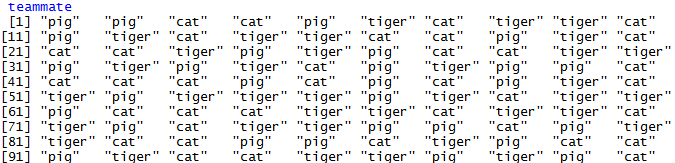 teammate
[1] "pig" "pig" "cat" "cat" "pig" "tiger" "cat" "tiger" "tiger" "cat"
[11] "pig" "tiger" "cat" "tiger" "tiger" "cat" "cat" "pig" "tiger" "cat"
[21] "cat" "cat" "tiger" "pig" "tiger" "pig" "cat" "cat" "tiger" "tiger"
[31] "pig" "tiger" "pig" "tiger" "cat" "pig" "tiger" "pig" "pig" "cat"
[41] "cat" "cat" "cat" "pig" "cat" "pig" "cat" "pig" "tiger" "cat"
[51] "tiger" "pig" "tiger" "tiger" "tiger" "pig" "tiger" "cat" "tiger" "tiger"
[61] "pig" "cat" "cat" "cat" "tiger" "tiger" "cat" "tiger" "tiger" "cat"
[71] "tiger" "pig" "cat" "tiger" "tiger" "pig" "pig" "cat" "pig" "tiger"
[81] "tiger" "cat" "cat" "pig" "pig" "cat" "tiger" "pig" "cat" "cat"
[91] "pig" "tiger" "cat" "cat" "tiger" "tiger" "pig" "tiger" "pig" "cat"